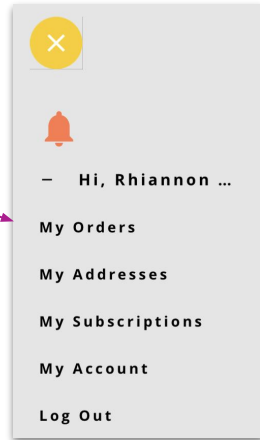 – Hi, Rhiannon ...
My Orders
My Addresses
My Subscriptions
My Account
Log Out